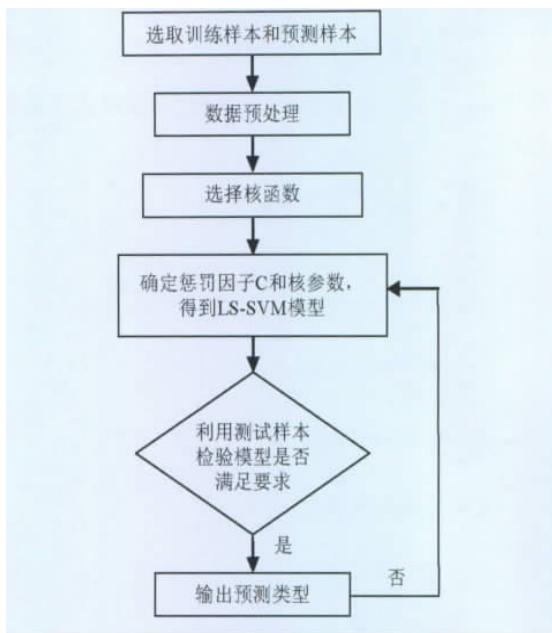 选取训练样本和预测样本
数据预处理
选择核函数
确定惩罚因子C和核参数,
得到LS-SVM模型
利用测试样本
检验模型是否
满足要求
是
输出预测类型
否